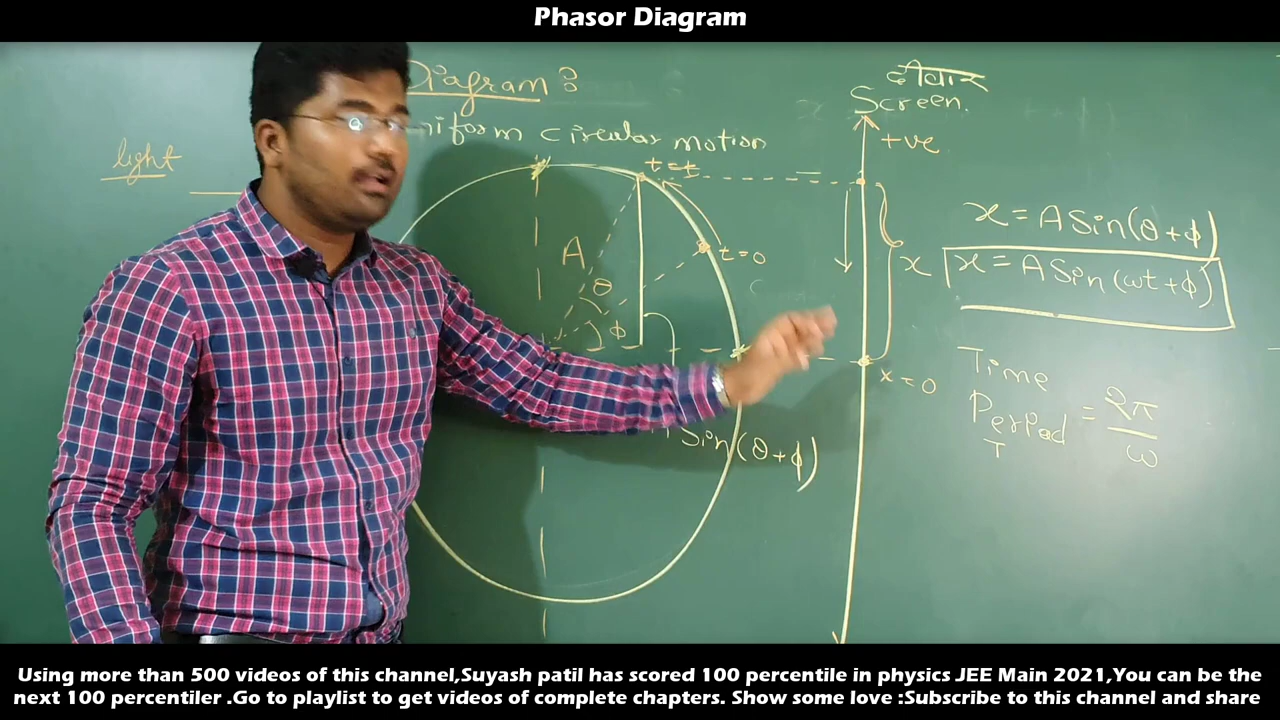 Phasor Diagram
Diagram :
niform circular motion
light
Screen.
+ve
t=t
t=0
A
θ
ϕ
x
x=0
Sin(θ+ϕ)
x = A Sin(θ+ϕ)
x = A Sin(ωt+ϕ)
Time
Period = 2π/ω
T
Using more than 500 videos of this channel,Suyash patil has scored 100 percentile in physics JEE Main 2021,You can be the
next 100 percentiler .Go to playlist to get videos of complete chapters. Show some love :Subscribe to this channel and share